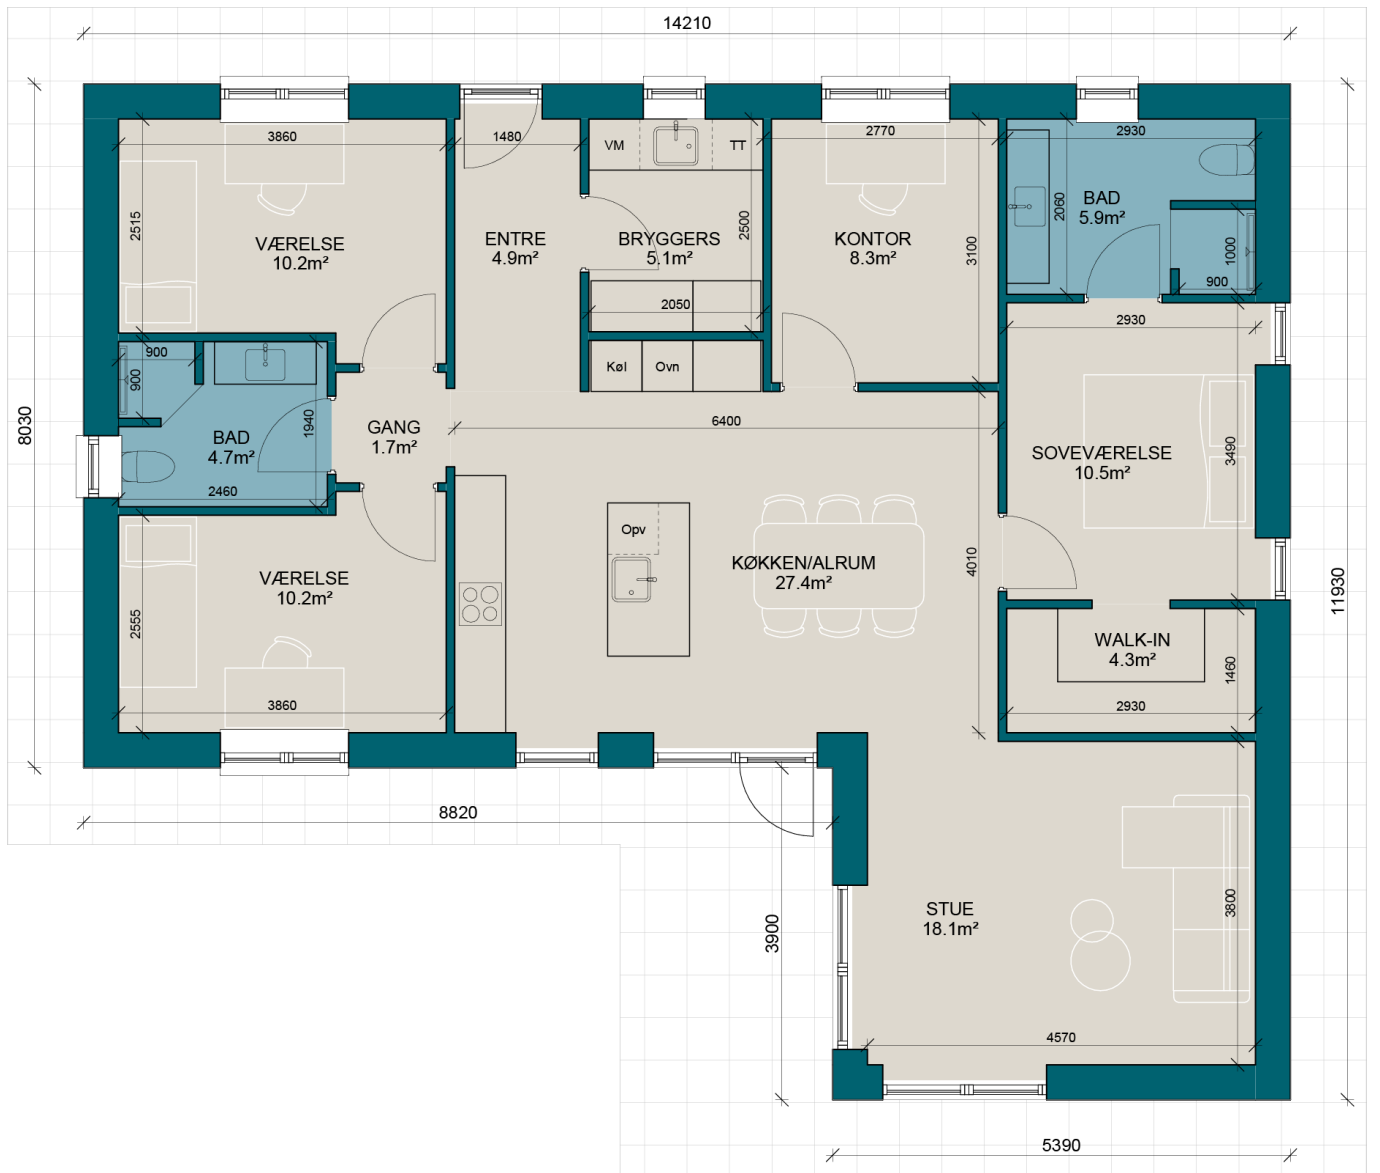 14210
3860
1480
2770
2930
VM
TT
2515
VÆRELSE
10.2m²
ENTRE
4.9m²
BRYGGERS
5.1m²
2500
KONTOR
8.3m²
3100
2060
BAD
5.9m²
1000
900
2050
2930
900
900
Køl
Ovn
8030
1940
BAD
4.7m²
2460
GANG
1.7m²
6400
SOVEVÆRELSE
10.5m²
3490
Opv
KØKKEN/ALRUM
27.4m²
4010
VÆRELSE
10.2m²
2555
11930
WALK-IN
4.3m²
1460
3860
2930
8820
3900
STUE
18.1m²
3800
4570
5390